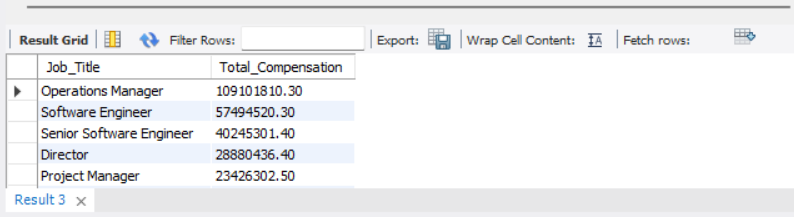 Result Grid Filter Rows: Export: Wrap Cell Content: Fetch rows:
Job_Title Total_Compensation
Operations Manager 109101810.30
Software Engineer 57494520.30
Senior Software Engineer 40245301.40
Director 28880436.40
Project Manager 23426302.50
Result 3 ×